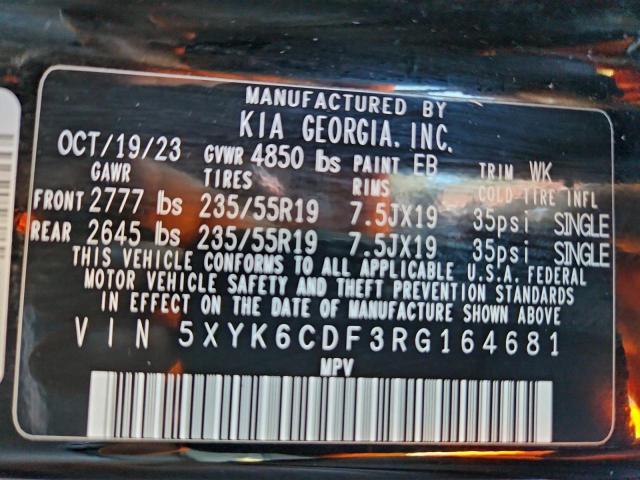 MANUFACTURED BY
KIA GEORGIA, INC.
OCT/19/23 GVWR 4850 lbs PAINT EB TRIM WK
GAWR TIRES RIMS COLD TIRE INFL
FRONT 2777 lbs 235/55R19 7.5JX19 35psi SINGLE
REAR 2645 lbs 235/55R19 7.5JX19 35psi SINGLE
THIS VEHICLE CONFORMS TO ALL APPLICABLE U.S.A. FEDERAL
MOTOR VEHICLE SAFETY AND THEFT PREVENTION STANDARDS
IN EFFECT ON THE DATE OF MANUFACTURE SHOWN ABOVE
VIN 5XYK6CDF3RG164681
MPV